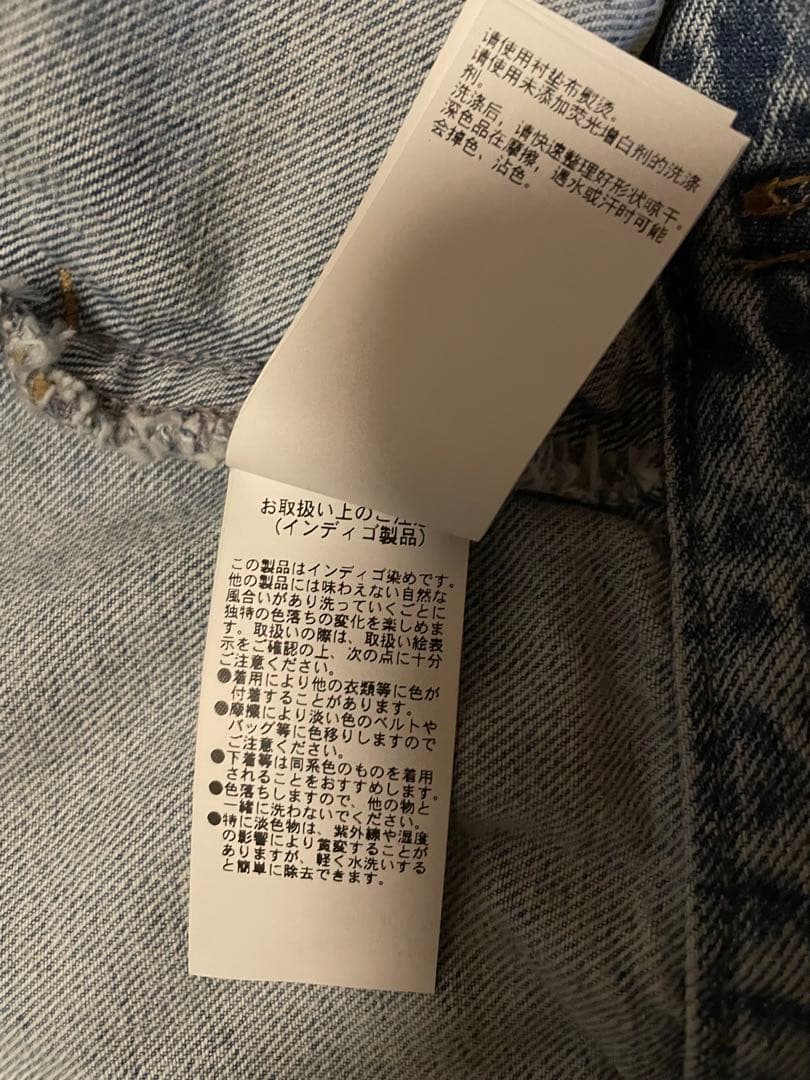 请使用衬垫布熨烫。
请使用未添加荧光增白剂的洗涤
剂。
洗涤后，请快速整理好形状晾干。
深色品在摩擦，遇水或汗时可能
会掉色、沾色。
お取扱い上のご注
（インディゴ製品）
この製品はインディゴ染めです。
他の製品には味わえない自然な
風合いがあり洗っていくごとに
独特の色落ちの変化を楽しめま
す。取扱いの際は、取扱い絵表
示をご確認の上、次の点に十分
ご注意ください。
●着用により他の衣類等に色が
付着することがあります。
●摩擦により淡い色のベルトや
バッグ等に色移りしますので
ご注意ください。
●下着等は同系色のものを着用
されることをおすすめします。
●色落ちしますので、他の物と
一緒に洗わないでください。
●特に淡色物は、紫外線や湿度
の影響により黄変することが
ありますが、軽く水洗いする
と簡単に除去できます。